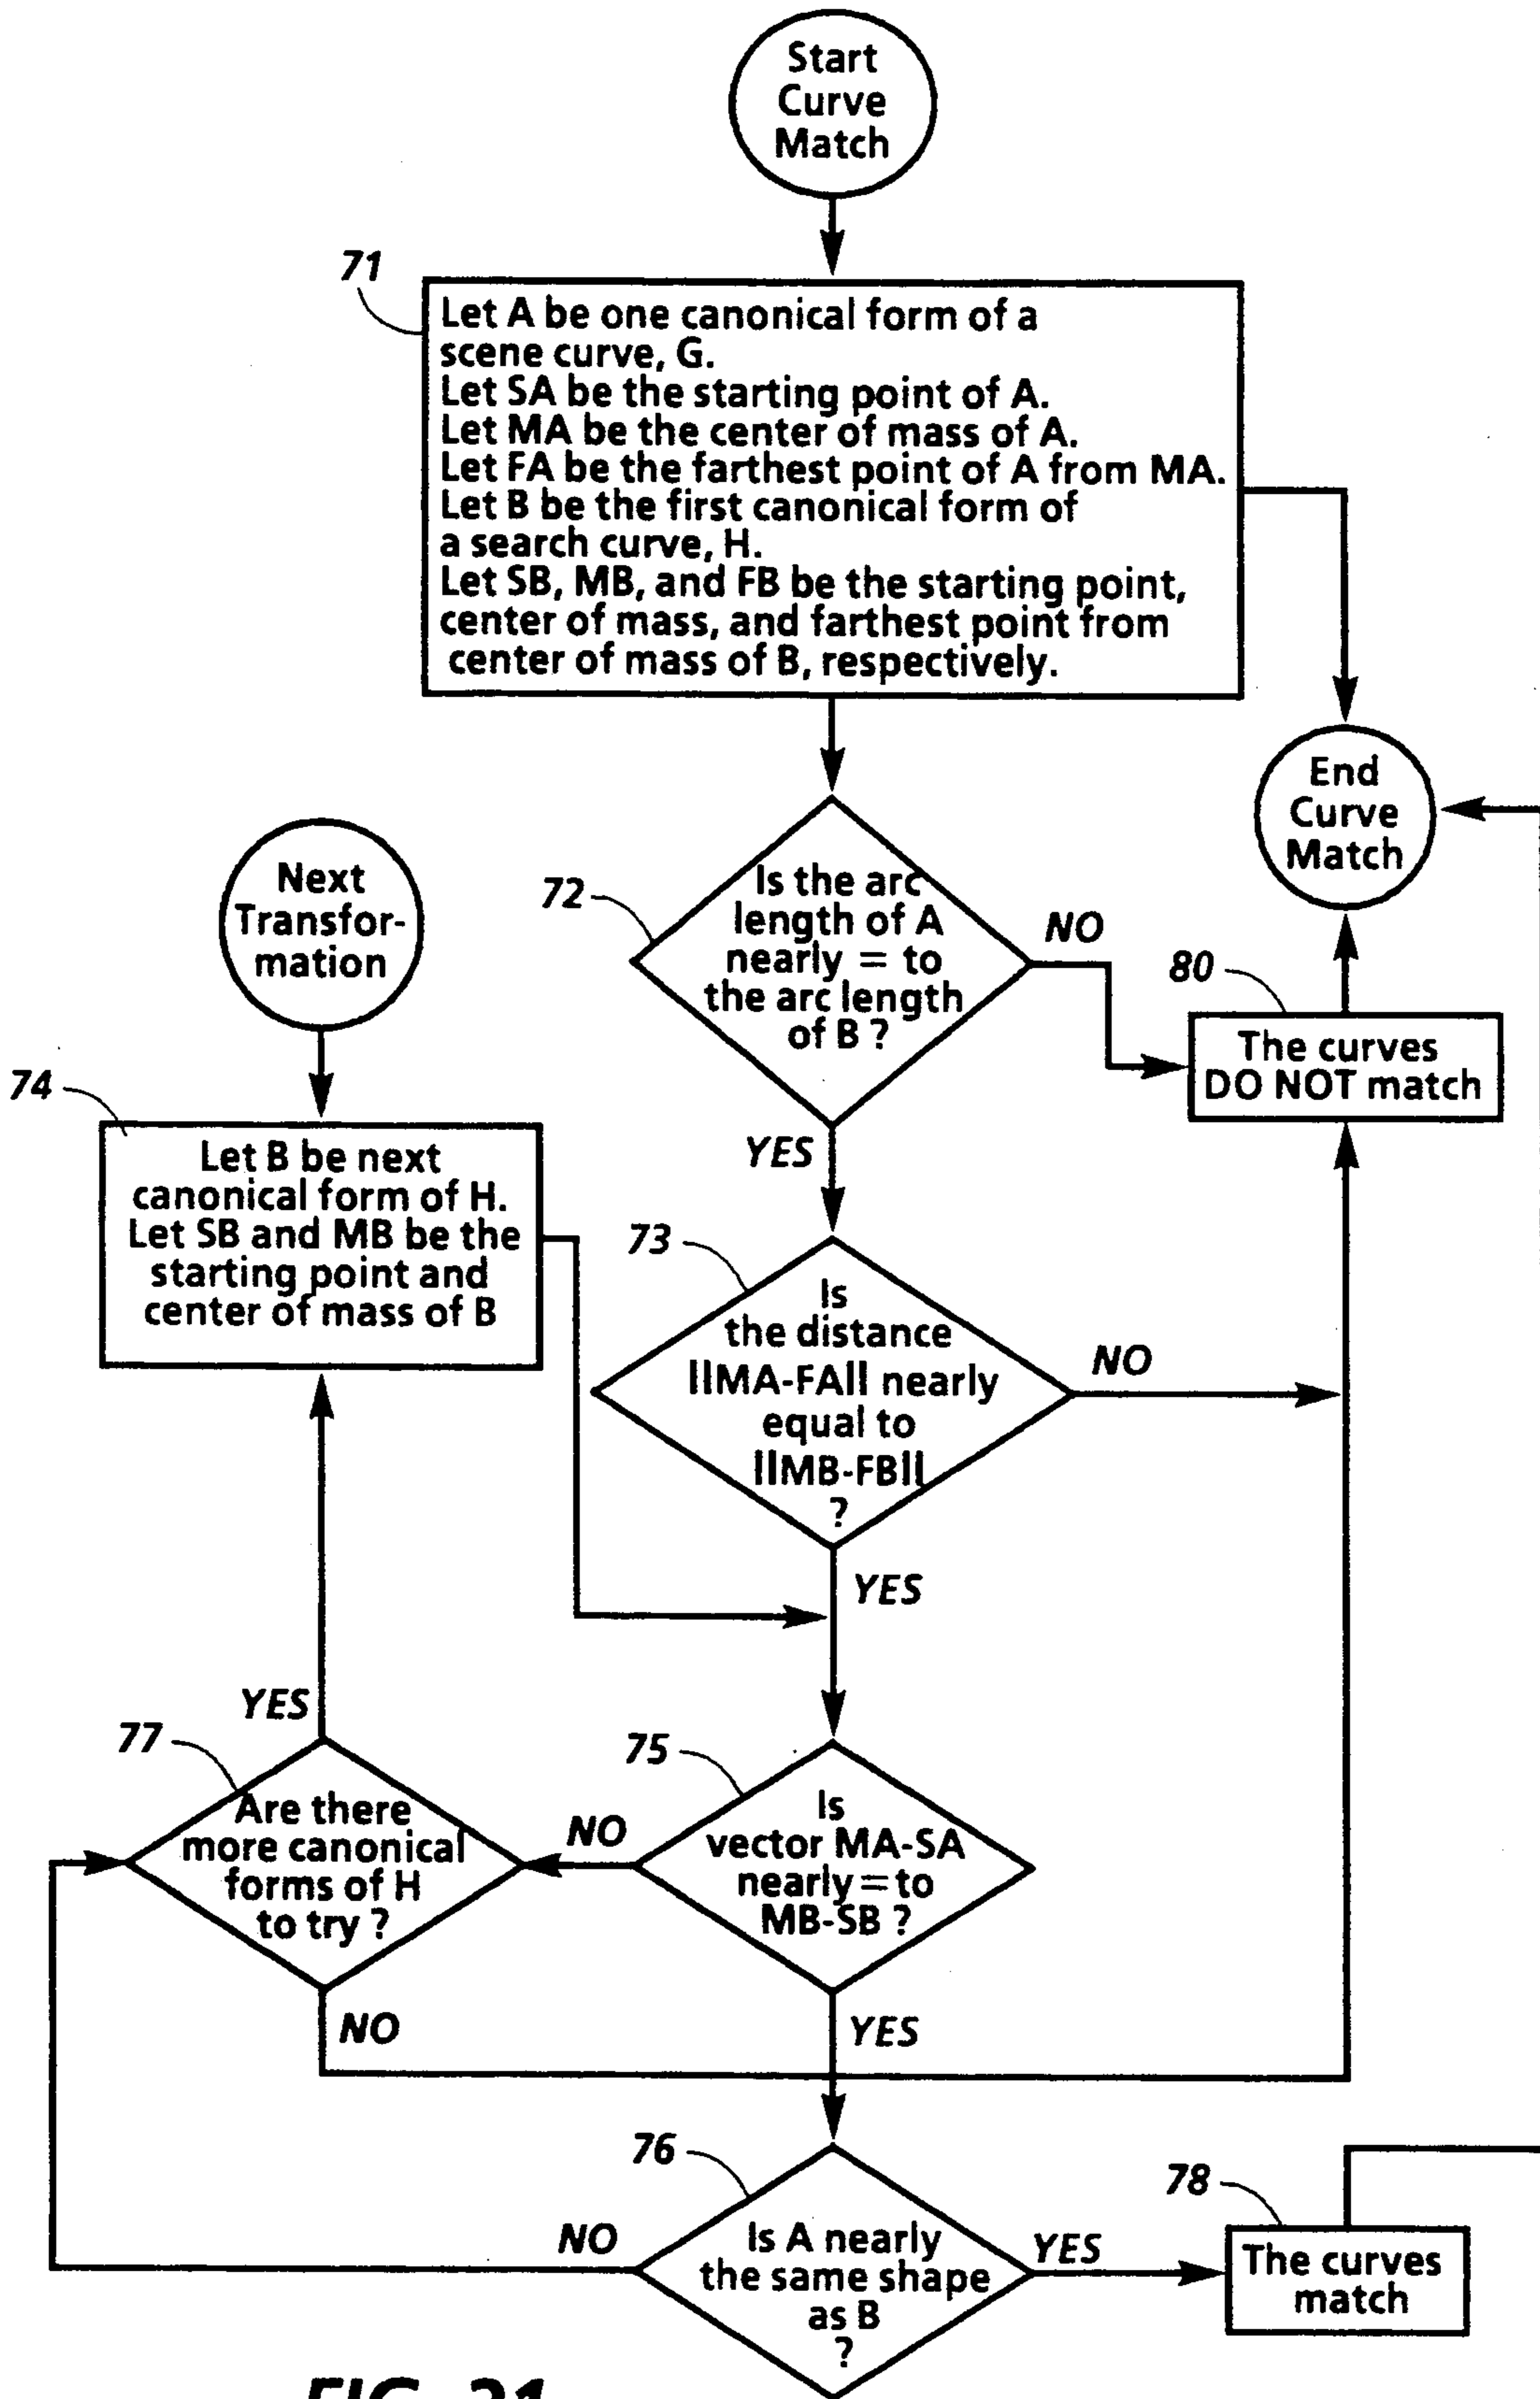 Start
Curve
Match
71
Let A be one canonical form of a
scene curve, G.
Let SA be the starting point of A.
Let MA be the center of mass of A.
Let FA be the farthest point of A from MA.
Let B be the first canonical form of
a search curve, H.
Let SB, MB, and FB be the starting point,
center of mass, and farthest point from
center of mass of B, respectively.
End
Curve
Match
Next
Transfor-
mation
72
Is the arc
length of A
nearly = to
the arc length
of B ?
NO
80
The curves
DO NOT match
74
Let B be next
canonical form of H.
Let SB and MB be the
starting point and
center of mass of B
YES
73
Is
the distance
||MA-FA|| nearly
equal to
||MB-FB||
?
NO
YES
YES
77
Are there
more canonical
forms of H
to try ?
NO
75
Is
vector MA-SA
nearly = to
MB-SB ?
NO
YES
76
NO
Is A nearly
the same shape
as B
?
YES
78
The curves
match
FIG. 21